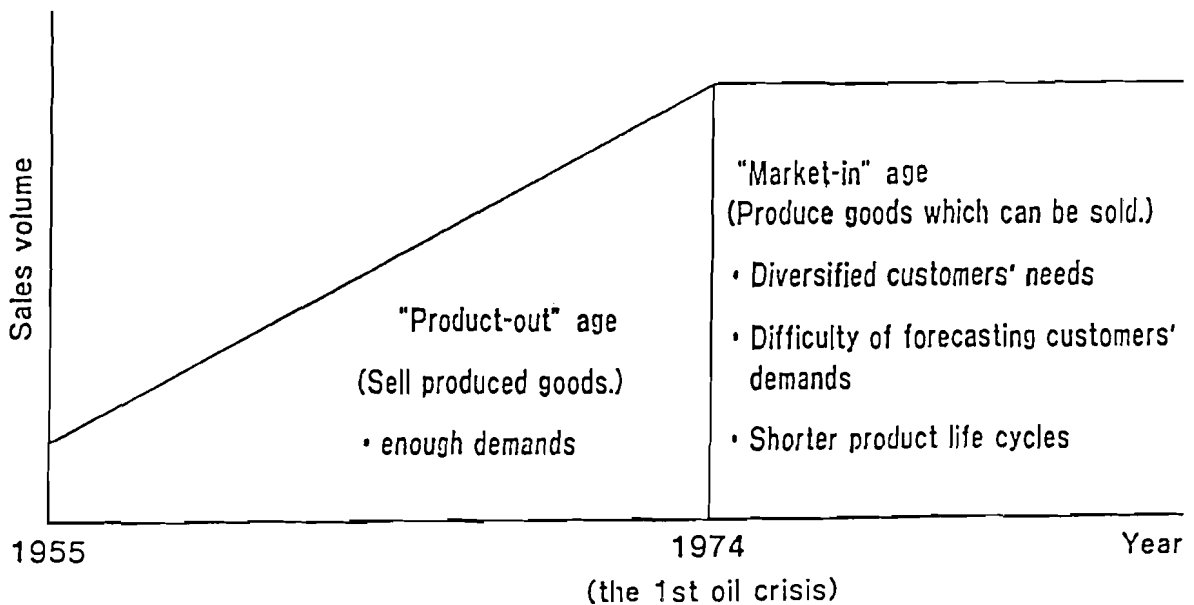 Sales volume
"Product-out" age
(Sell produced goods.)
• enough demands
"Market-in" age
(Produce goods which can be sold.)
• Diversified customers' needs
• Difficulty of forecasting customers'
demands
• Shorter product life cycles
1955
1974
Year
(the 1st oil crisis)